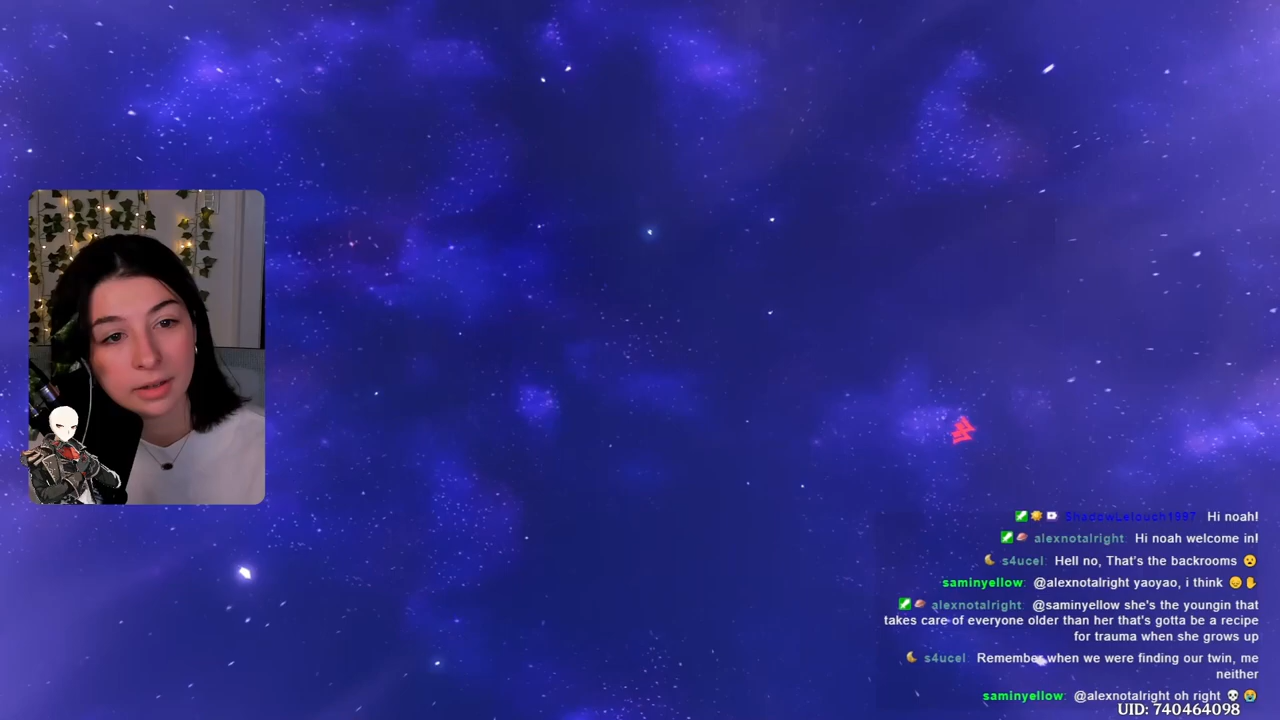 ShadowLelouch1997: Hi noah!
alexnotalright: Hi noah welcome in!
s4ucel: Hell no, That's the backrooms 😦
saminyellow: @alexnotalright yaoyao, i think 😞✋
alexnotalright: @saminyellow she's the youngin that
takes care of everyone older than her that's gotta be a recipe
for trauma when she grows up
s4ucel: Remember when we were finding our twin, me
neither
saminyellow: @alexnotalright oh right 💀😭
UID: 740464098